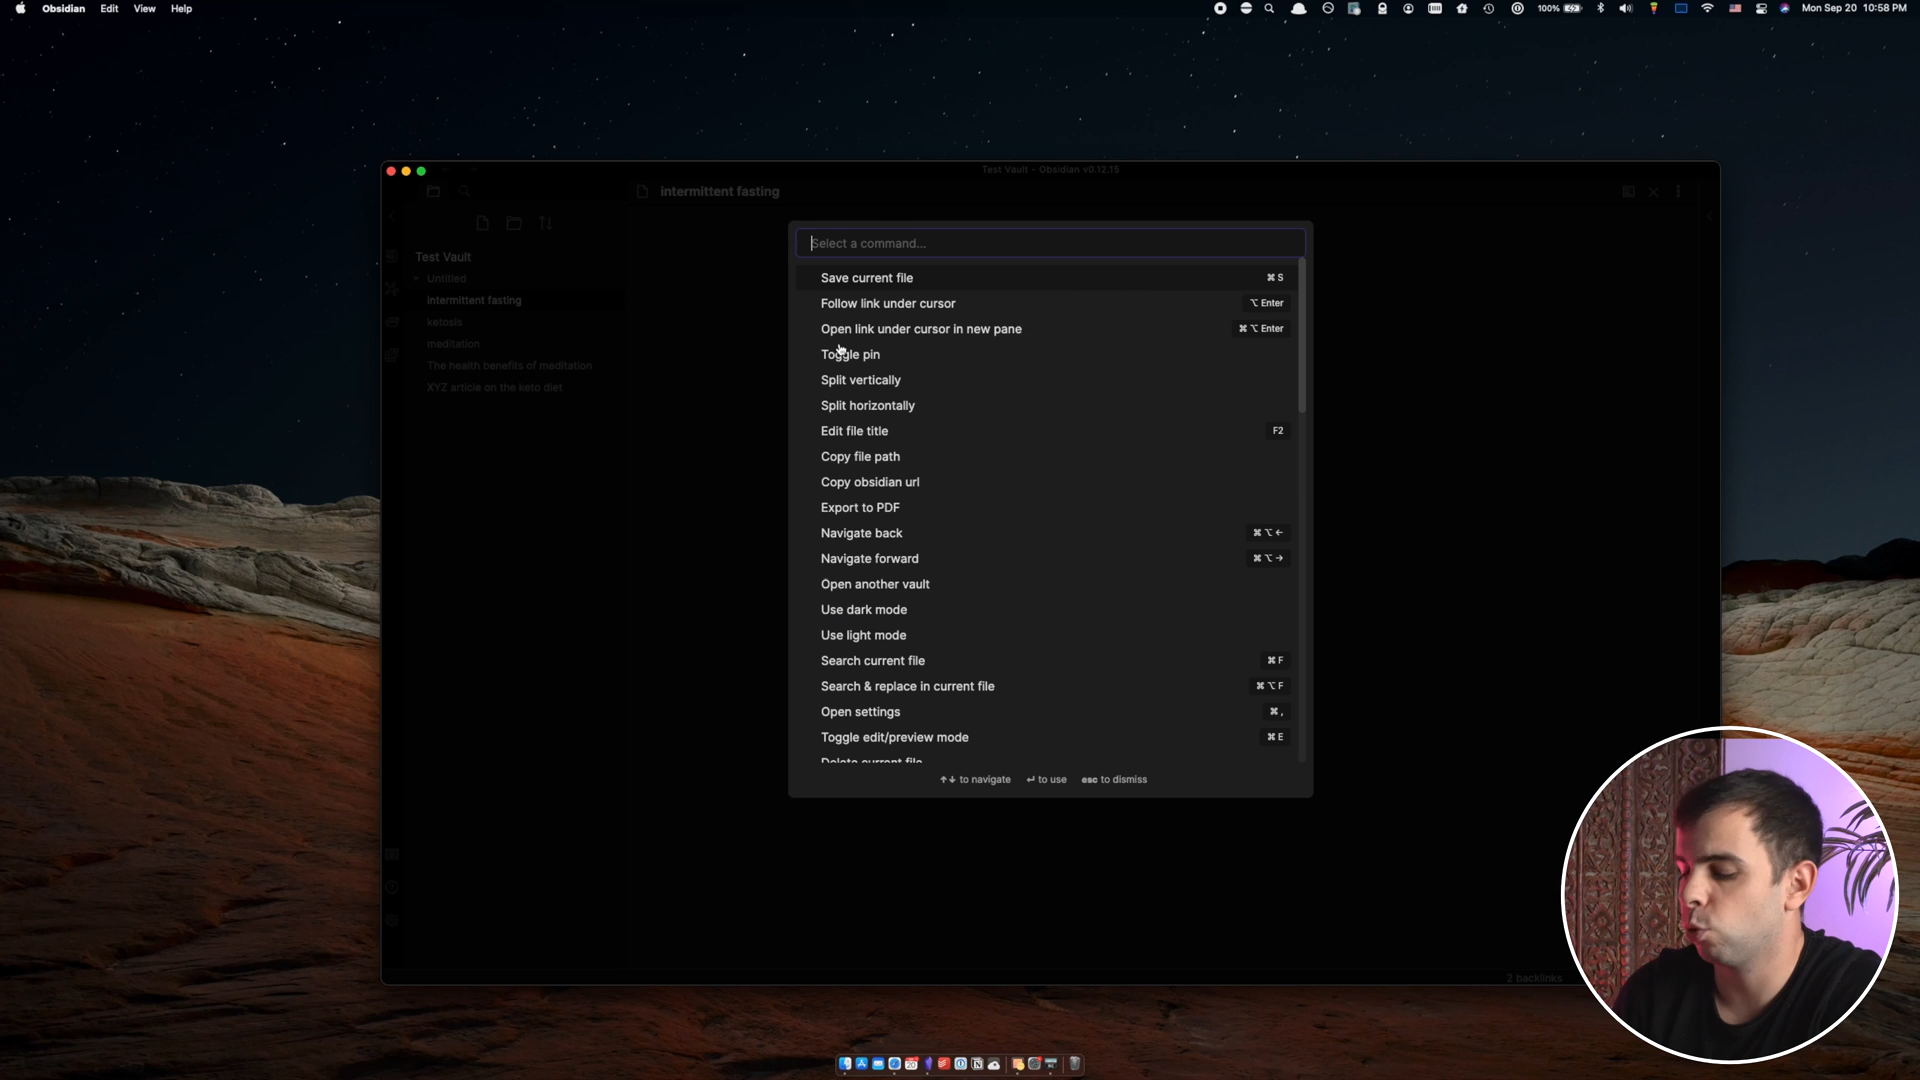 Obsidian Edit View Help
100% Mon Sep 20 10:58 PM
Test Vault - Obsidian v0.12.15
intermittent fasting
Test Vault
Untitled
intermittent fasting
ketosis
meditation
The health benefits of meditation
XYZ article on the keto diet
Select a command...
Save current file ⌘ S
Follow link under cursor ⌥ Enter
Open link under cursor in new pane ⌘ ⌥ Enter
Toggle pin
Split vertically
Split horizontally
Edit file title F2
Copy file path
Copy obsidian url
Export to PDF
Navigate back ⌘ ⌥ ←
Navigate forward ⌘ ⌥ →
Open another vault
Use dark mode
Use light mode
Search current file ⌘ F
Search & replace in current file ⌘ ⌥ F
Open settings ⌘ ,
Toggle edit/preview mode ⌘ E
Delete current file
↑↓ to navigate ↵ to use esc to dismiss
2 backlinks